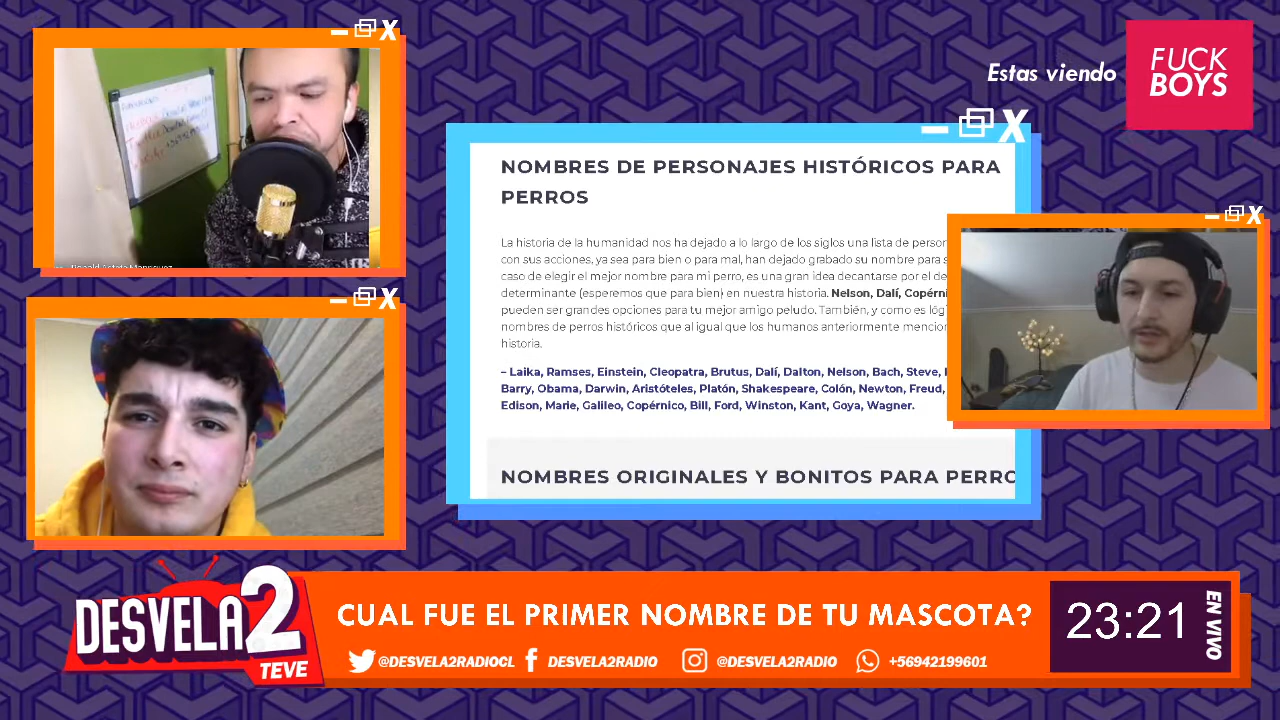 Estas viendo
FUCK
BOYS
NOMBRES DE PERSONAJES HISTÓRICOS PARA
PERROS
La historia de la humanidad nos ha dejado a lo largo de los siglos una lista de person
con sus acciones, ya sea para bien o para mal, han dejado grabado su nombre para s
caso de elegir el mejor nombre para mi perro, es una gran idea decantarse por el de
determinante (esperemos que para bien) en nuestra historia. Nelson, Dalí, Copérni
pueden ser grandes opciones para tu mejor amigo peludo. También, y como es lóg
nombres de perros históricos que al igual que los humanos anteriormente mencion
historia.
– Laika, Ramses, Einstein, Cleopatra, Brutus, Dalí, Dalton, Nelson, Bach, Steve,
Barry, Obama, Darwin, Aristóteles, Platón, Shakespeare, Colón, Newton, Freud,
Edison, Marie, Galileo, Copérnico, Bill, Ford, Winston, Kant, Goya, Wagner.
NOMBRES ORIGINALES Y BONITOS PARA PERRO
DESVELA2
TEVE
CUAL FUE EL PRIMER NOMBRE DE TU MASCOTA?
@DESVELA2RADIOCL DESVELA2RADIO @DESVELA2RADIO +56942199601
23:21
EN VIVO